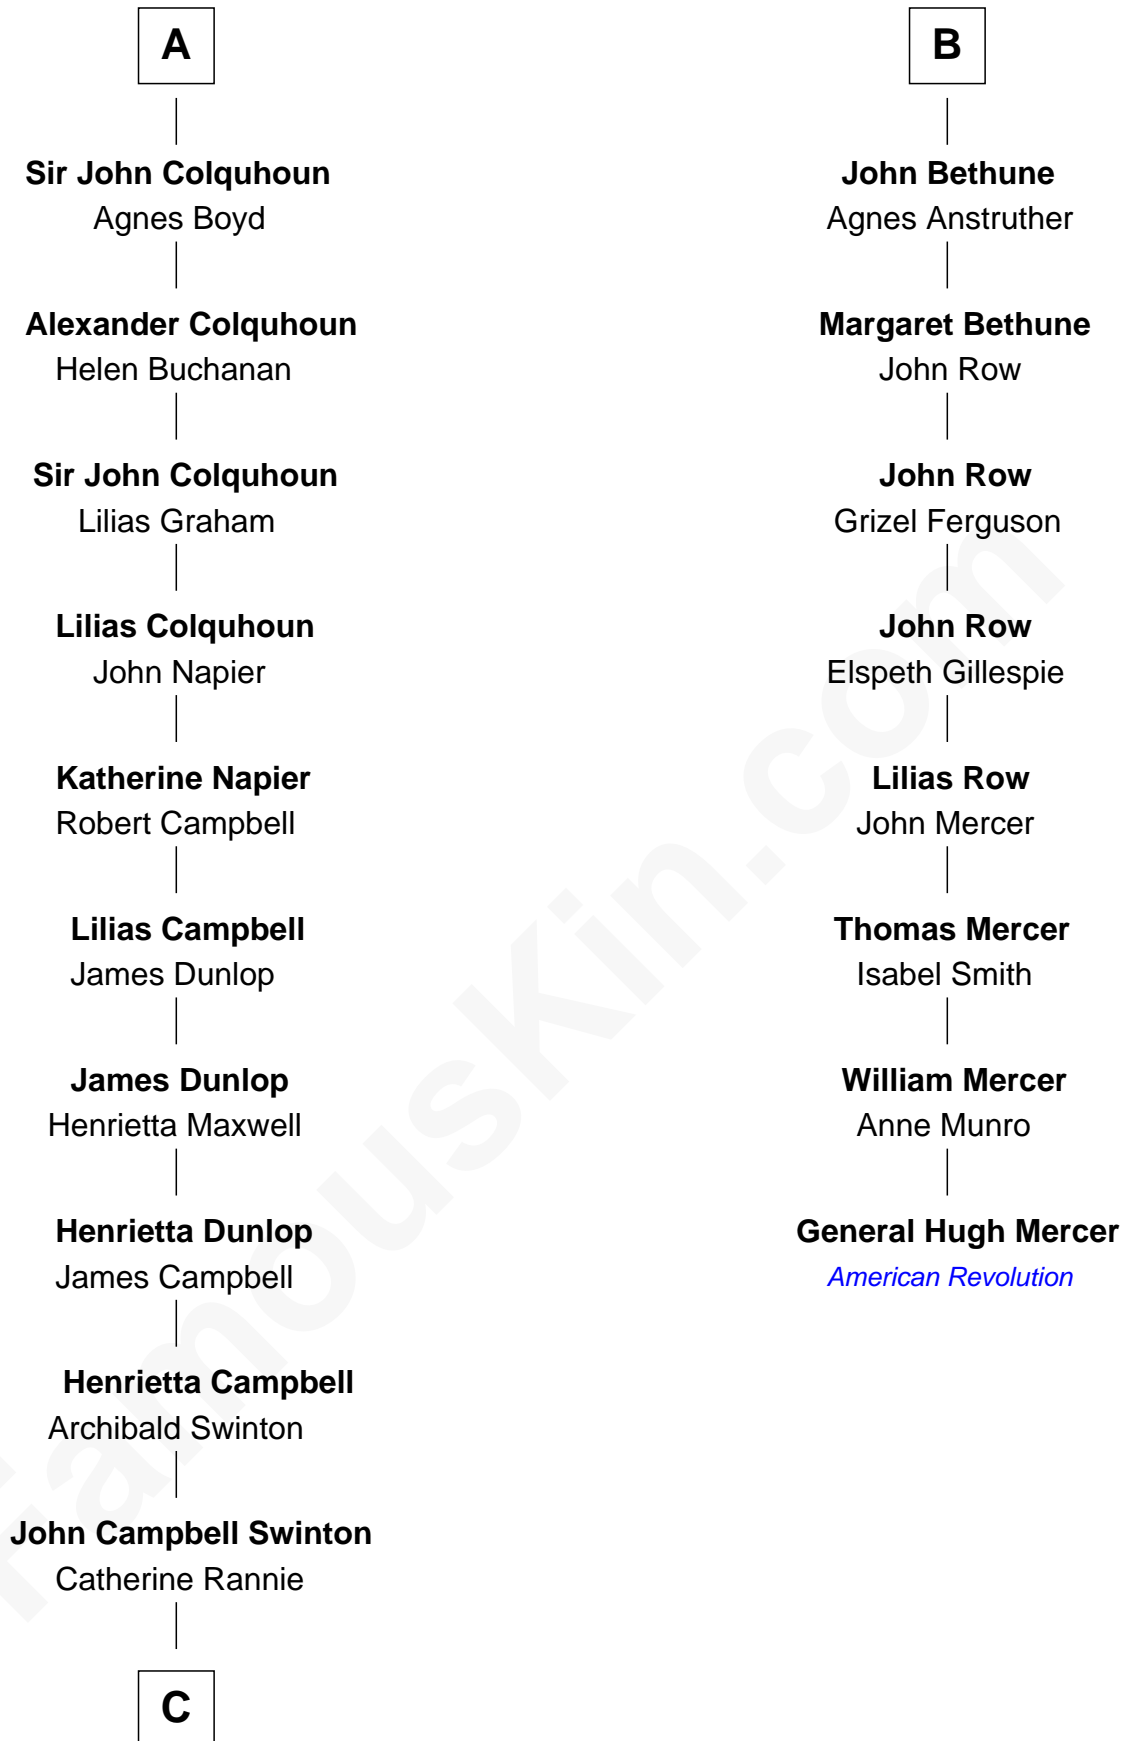 A
Sir John Colquhoun
Agnes Boyd
Alexander Colquhoun
Helen Buchanan
Sir John Colquhoun
Lilias Graham
Lilias Colquhoun
John Napier
Katherine Napier
Robert Campbell
Lilias Campbell
James Dunlop
James Dunlop
Henrietta Maxwell
Henrietta Dunlop
James Campbell
Henrietta Campbell
Archibald Swinton
John Campbell Swinton
Catherine Rannie
C
B
John Bethune
Agnes Anstruther
Margaret Bethune
John Row
John Row
Grizel Ferguson
John Row
Elspeth Gillespie
Lilias Row
John Mercer
Thomas Mercer
Isabel Smith
William Mercer
Anne Munro
General Hugh Mercer
American Revolution
FamousKin.com